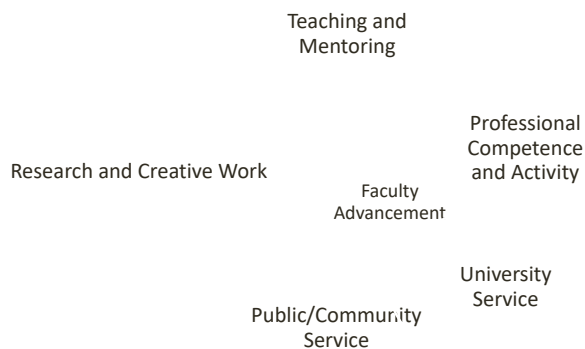 Teaching and
Mentoring
Professional
Competence
and Activity
Research and Creative Work
Faculty
Advancement
University
Service
Public/Community
Service